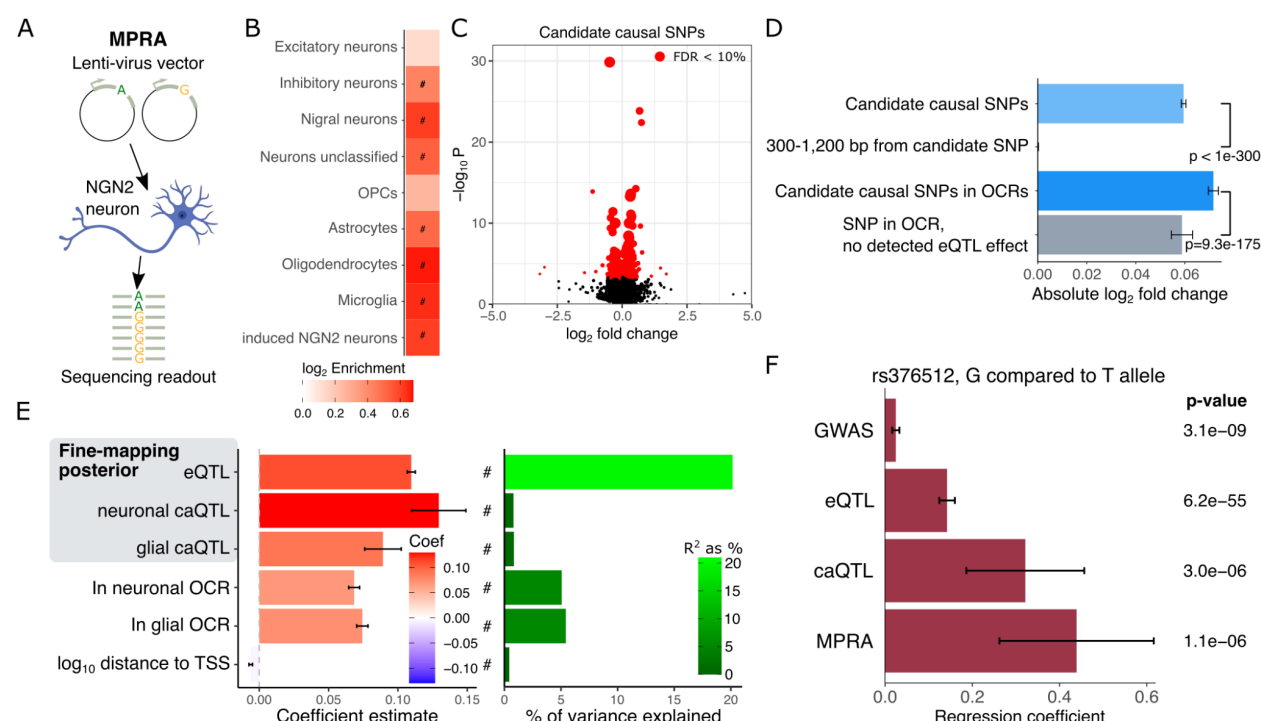 A
MPRA
Lenti-virus vector
A
G
NGN2
neuron
A
A
G
G
G
G
G
Sequencing readout
B
Excitatory neurons
Inhibitory neurons #
Nigral neurons #
Neurons unclassified #
OPCs
Astrocytes #
Oligodendrocytes #
Microglia #
induced NGN2 neurons #
log₂ Enrichment
0.0 0.2 0.4 0.6
C
Candidate causal SNPs
FDR < 10%
−log₁₀ P
30
20
10
0
−5.0 −2.5 0.0 2.5 5.0
log₂ fold change
D
Candidate causal SNPs
300-1,200 bp from candidate SNP
p < 1e-300
Candidate causal SNPs in OCRs
SNP in OCR,
no detected eQTL effect
p=9.3e-175
0.00 0.02 0.04 0.06
Absolute log₂ fold change
E
Fine-mapping
posterior
eQTL #
neuronal caQTL #
glial caQTL #
In neuronal OCR #
In glial OCR #
log₁₀ distance to TSS #
Coef
0.10
0.05
0.00
−0.05
−0.10
0.00 0.05 0.10 0.15
Coefficient estimate
R² as %
20
15
10
5
0
0 5 10 15 20
% of variance explained
F
rs376512, G compared to T allele
p-value
GWAS 3.1e−09
eQTL 6.2e−55
caQTL 3.0e−06
MPRA 1.1e−06
0.0 0.2 0.4 0.6
Regression coefficient